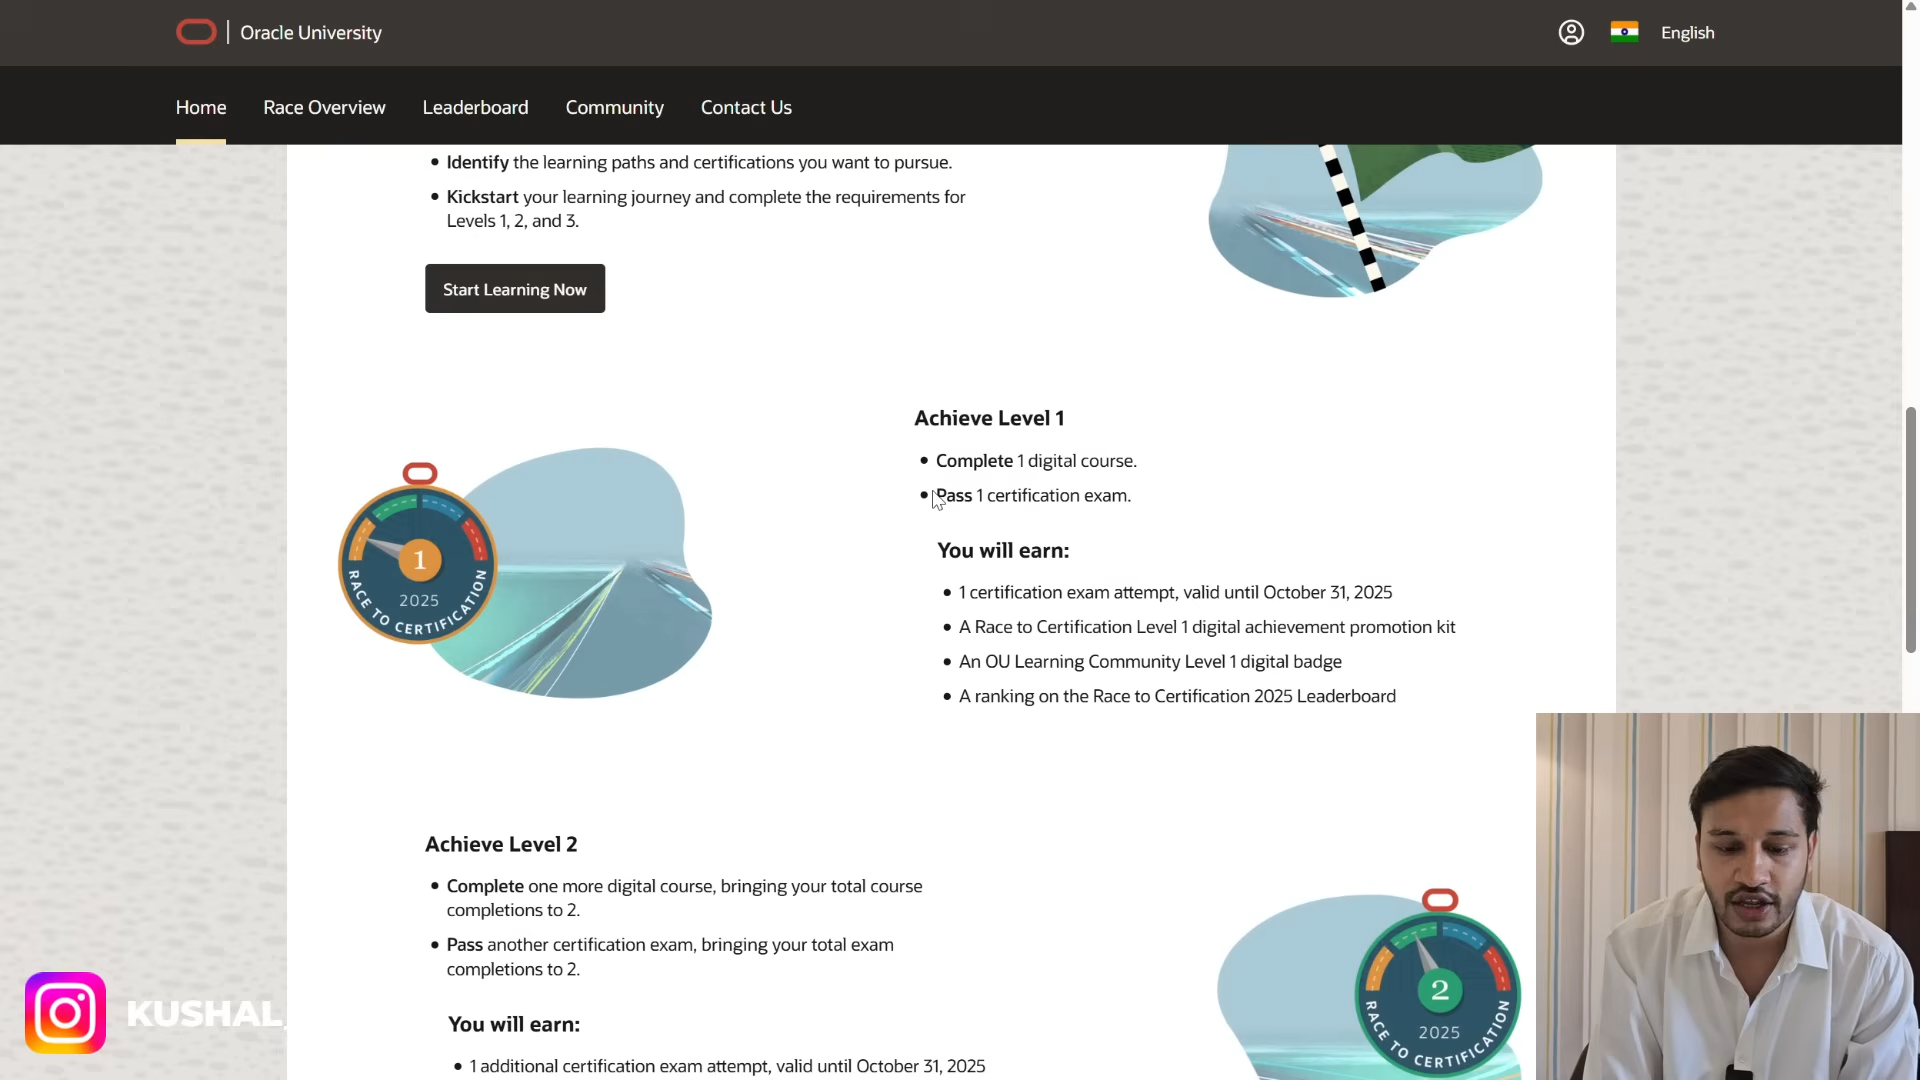 Oracle University
English
Home
Race Overview
Leaderboard
Community
Contact Us
• Identify the learning paths and certifications you want to pursue.
• Kickstart your learning journey and complete the requirements for
Levels 1, 2, and 3.
Start Learning Now
Achieve Level 1
• Complete 1 digital course.
• Pass 1 certification exam.
You will earn:
• 1 certification exam attempt, valid until October 31, 2025
• A Race to Certification Level 1 digital achievement promotion kit
• An OU Learning Community Level 1 digital badge
• A ranking on the Race to Certification 2025 Leaderboard
1
2025
RACE TO CERTIFICATION
Achieve Level 2
• Complete one more digital course, bringing your total course
completions to 2.
• Pass another certification exam, bringing your total exam
completions to 2.
You will earn:
• 1 additional certification exam attempt, valid until October 31, 2025
2
2025
RACE TO CERTIFICATION
KUSHAL_